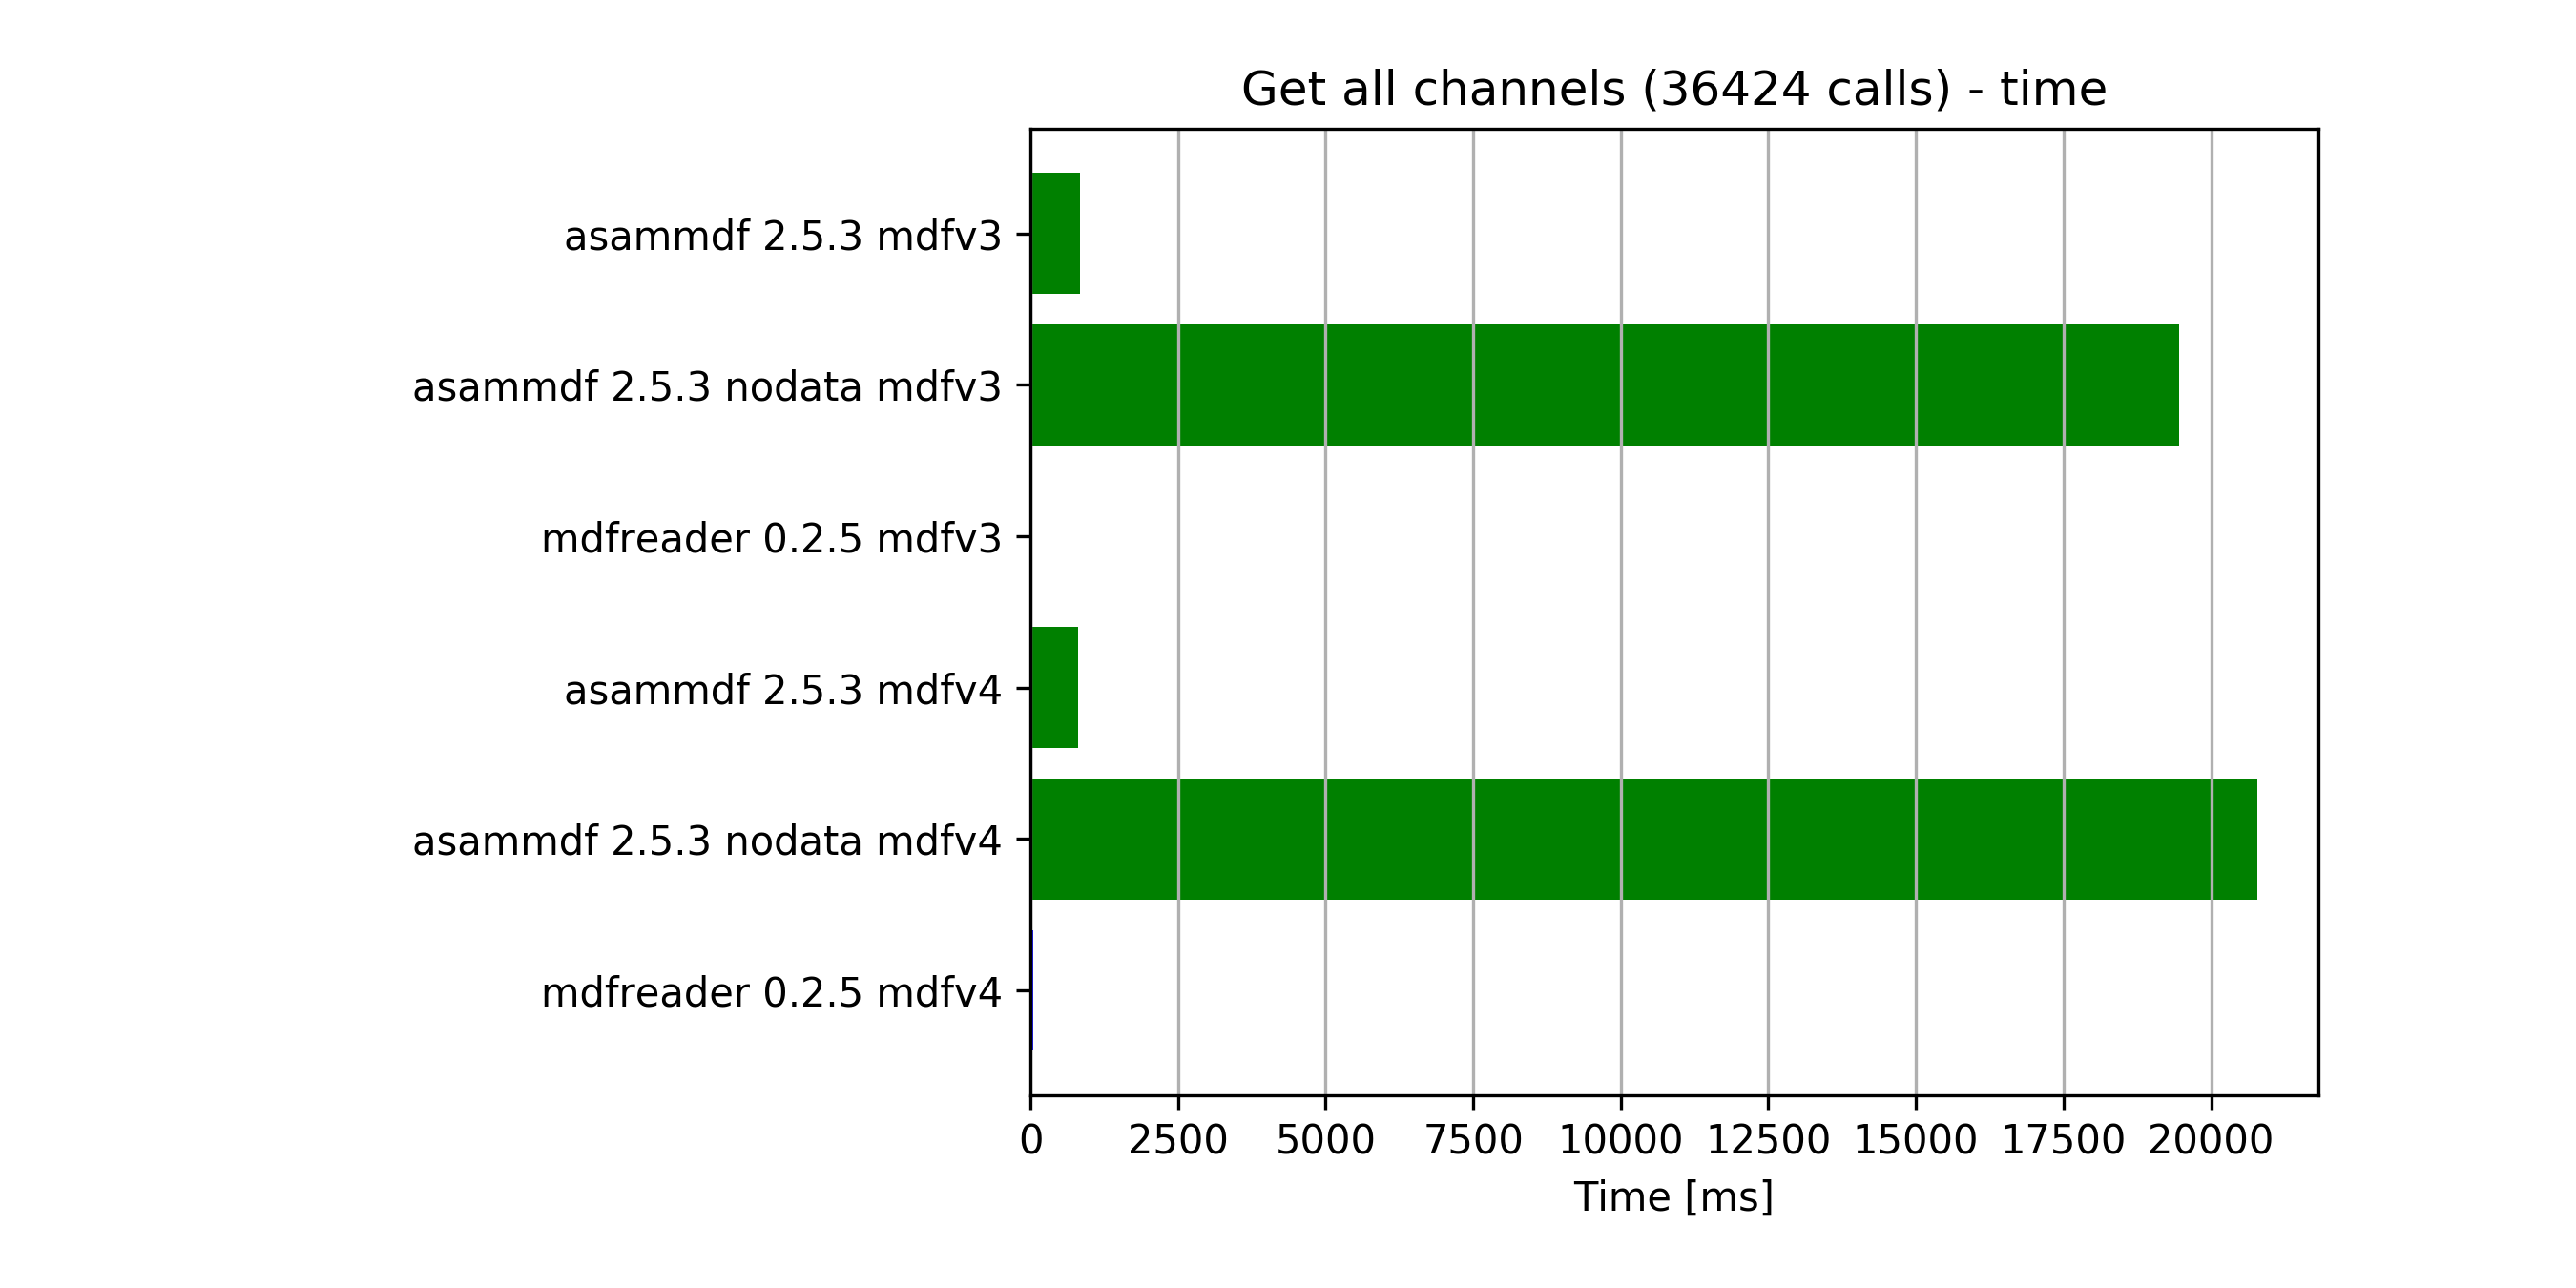 Get all channels (36424 calls) - time
asammdf 2.5.3 mdfv3
asammdf 2.5.3 nodata mdfv3
mdfreader 0.2.5 mdfv3
asammdf 2.5.3 mdfv4
asammdf 2.5.3 nodata mdfv4
mdfreader 0.2.5 mdfv4
0 2500 5000 7500 10000 12500 15000 17500 20000
Time [ms]